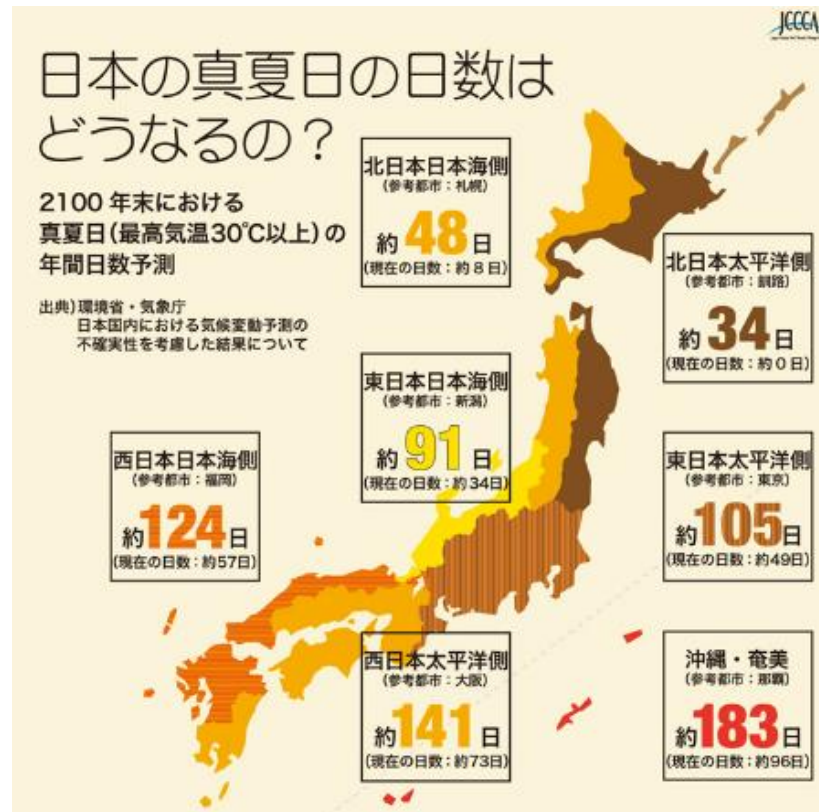 JCCCA
日本の真夏日の日数は
どうなるの？
2100 年末における
真夏日(最高気温30℃以上)の
年間日数予測
出典)環境省・気象庁
日本国内における気候変動予測の
不確実性を考慮した結果について
北日本日本海側
(参考都市：札幌)
約48日
(現在の日数：約8日)
北日本太平洋側
(参考都市：釧路)
約34日
(現在の日数：約0日)
東日本日本海側
(参考都市：新潟)
約91日
(現在の日数：約34日)
西日本日本海側
(参考都市：福岡)
約124日
(現在の日数：約57日)
東日本太平洋側
(参考都市：東京)
約105日
(現在の日数：約49日)
西日本太平洋側
(参考都市：大阪)
約141日
(現在の日数：約73日)
沖縄・奄美
(参考都市：那覇)
約183日
(現在の日数：約96日)